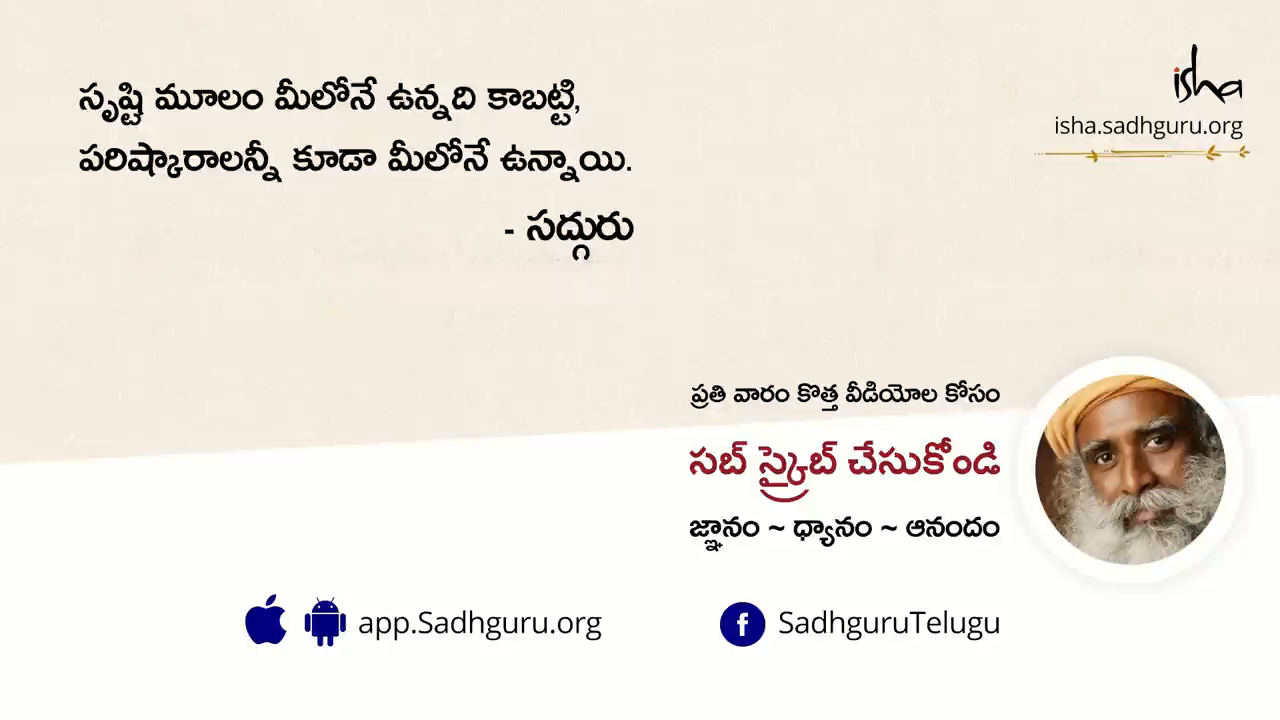 సృష్టి మూలం మీలోనే ఉన్నది కాబట్టి,
పరిష్కారాలన్నీ కూడా మీలోనే ఉన్నాయి.
- సద్గురు
isha
isha.sadhguru.org
ప్రతి వారం కొత్త వీడియోల కోసం
సబ్ స్క్రైబ్ చేసుకోండి
జ్ఞానం ~ ధ్యానం ~ ఆనందం
app.Sadhguru.org
SadhguruTelugu